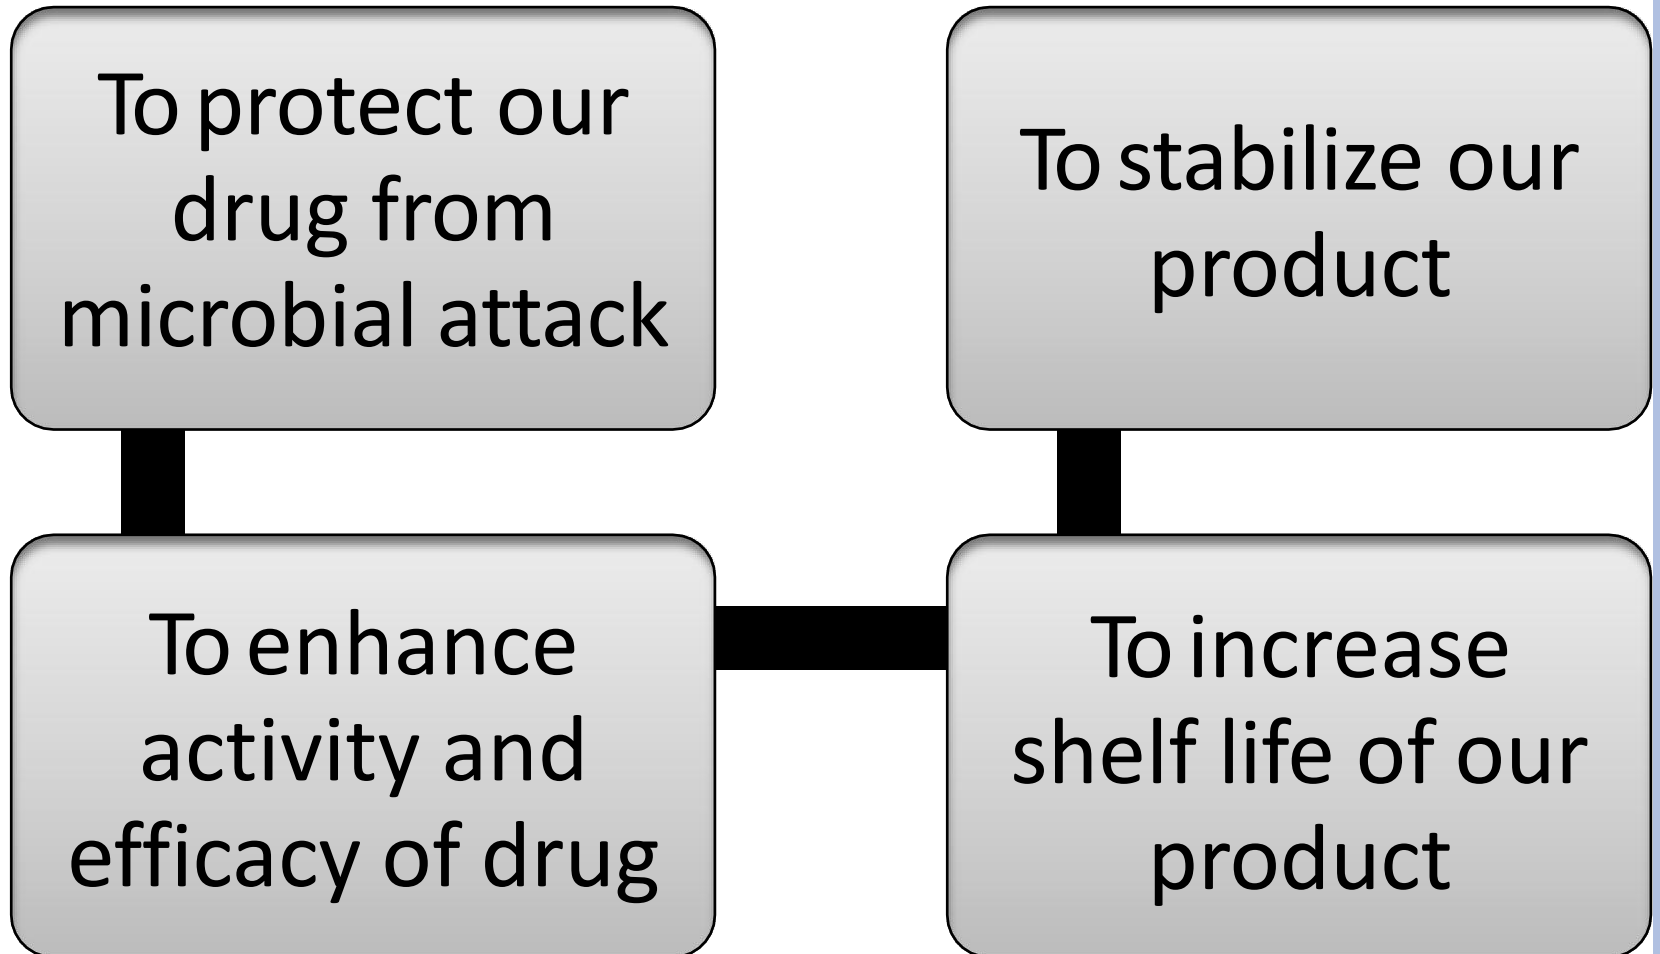 To protect our
drug from
microbial attack
To enhance
activity and
efficacy of drug
To increase
shelf life of our
product
To stabilize our
product